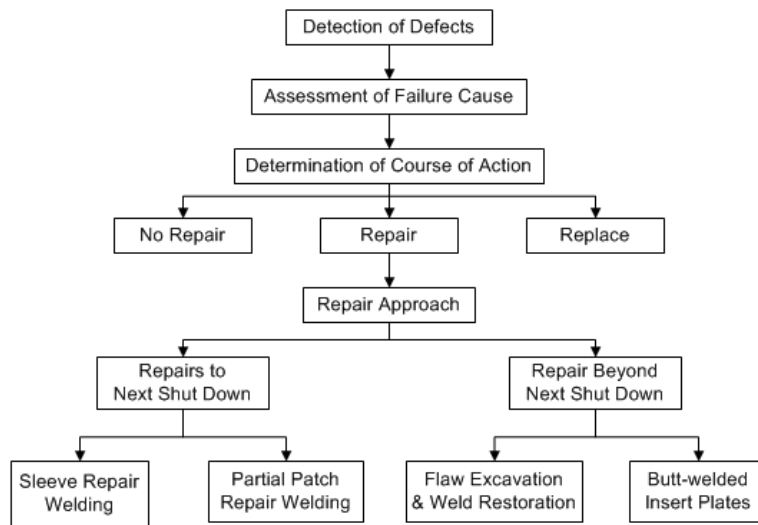 Detection of Defects
Assessment of Failure Cause
Determination of Course of Action
No Repair
Repair
Replace
Repair Approach
Repairs to
Next Shut Down
Repair Beyond
Next Shut Down
Sleeve Repair
Welding
Partial Patch
Repair Welding
Flaw Excavation
& Weld Restoration
Butt-welded
Insert Plates